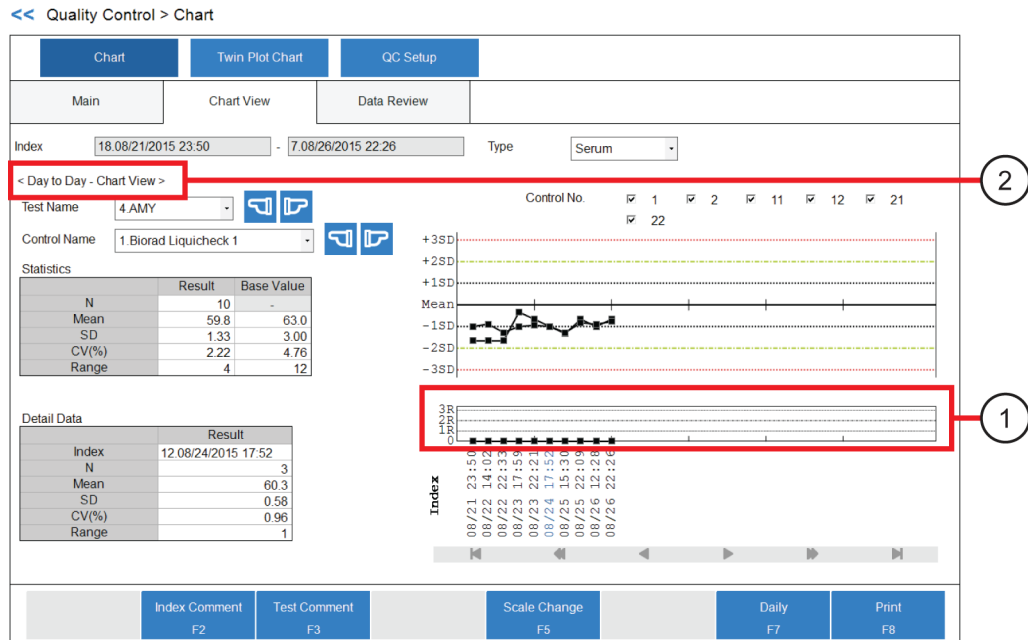 << Quality Control > Chart
Chart Twin Plot Chart QC Setup
Main Chart View Data Review
Index 18.08/21/2015 23:50 - 7.08/26/2015 22:26 Type Serum
< Day to Day - Chart View >
2
Test Name 4.AMY
Control Name 1.Biorad Liquicheck 1
Control No. 1 2 11 12 21
22
Statistics
Result Base Value
N 10 -
Mean 59.8 63.0
SD 1.33 3.00
CV(%) 2.22 4.76
Range 4 12
+3SD
+2SD
+1SD
Mean
-1SD
-2SD
-3SD
3R
2R
1R
0
1
Detail Data
Result
Index 12.08/24/2015 17:52
N 3
Mean 60.3
SD 0.58
CV(%) 0.96
Range 1
Index
08/21 23:50
08/22 14:02
08/22 22:33
08/23 17:59
08/23 22:21
08/24 17:52
08/25 15:30
08/25 22:09
08/26 12:28
08/26 22:26
Index Comment Test Comment Scale Change Daily Print
F2 F3 F5 F7 F8